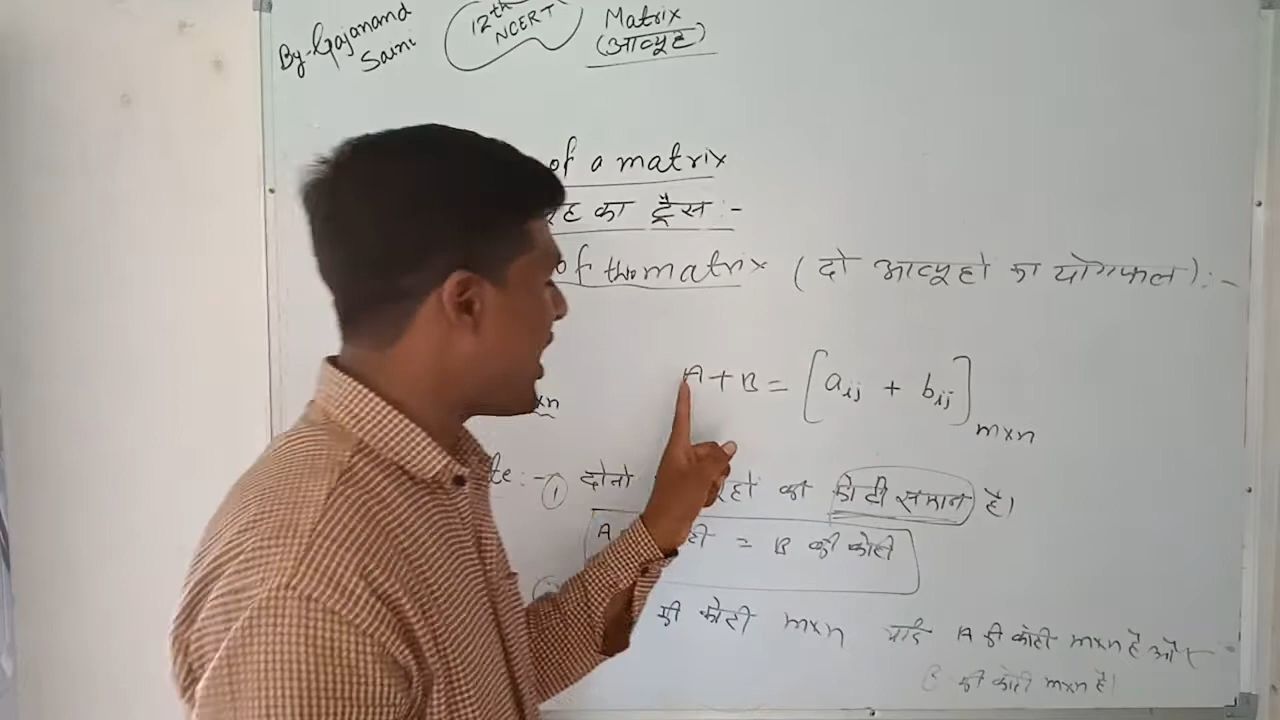 By-Gajanand
Saini
12th
NCERT
Matrix
(आव्यूह)
of a matrix
का ट्रैस :-
of the matrix (दो आव्यूहो का योगफल) :-
A + B = [aij + bij]m×n
×n
te :- ① दोनो हो की कोटी समान है।
A = B की कोटी
की कोटी m×n यदि A की कोटी m×n है और
B की कोटी m×n है।